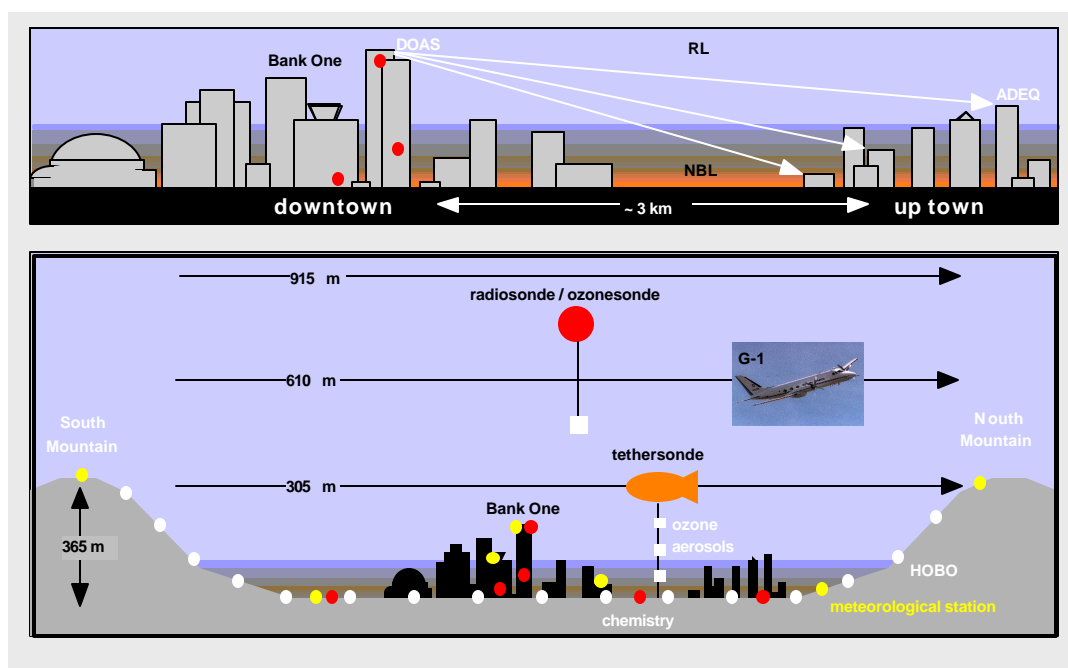 DOAS
RL
Bank One
ADEQ
NBL
downtown
~ 3 km
up town
915 m
radiosonde / ozonesonde
G-1
610 m
South
Mountain
N outh
Mountain
tethersonde
305 m
Bank One
ozone
aerosols
365 m
HOBO
meteorological station
chemistry